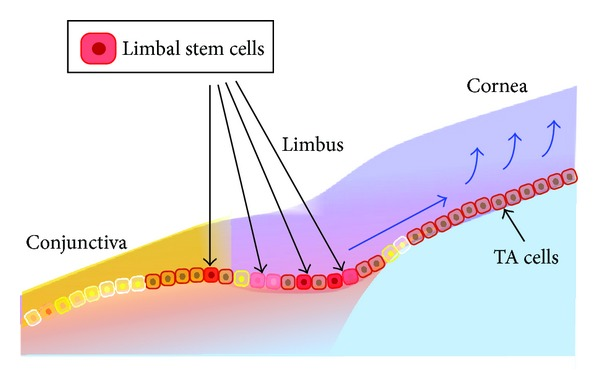 Limbal stem cells
Cornea
Limbus
Conjunctiva
TA cells